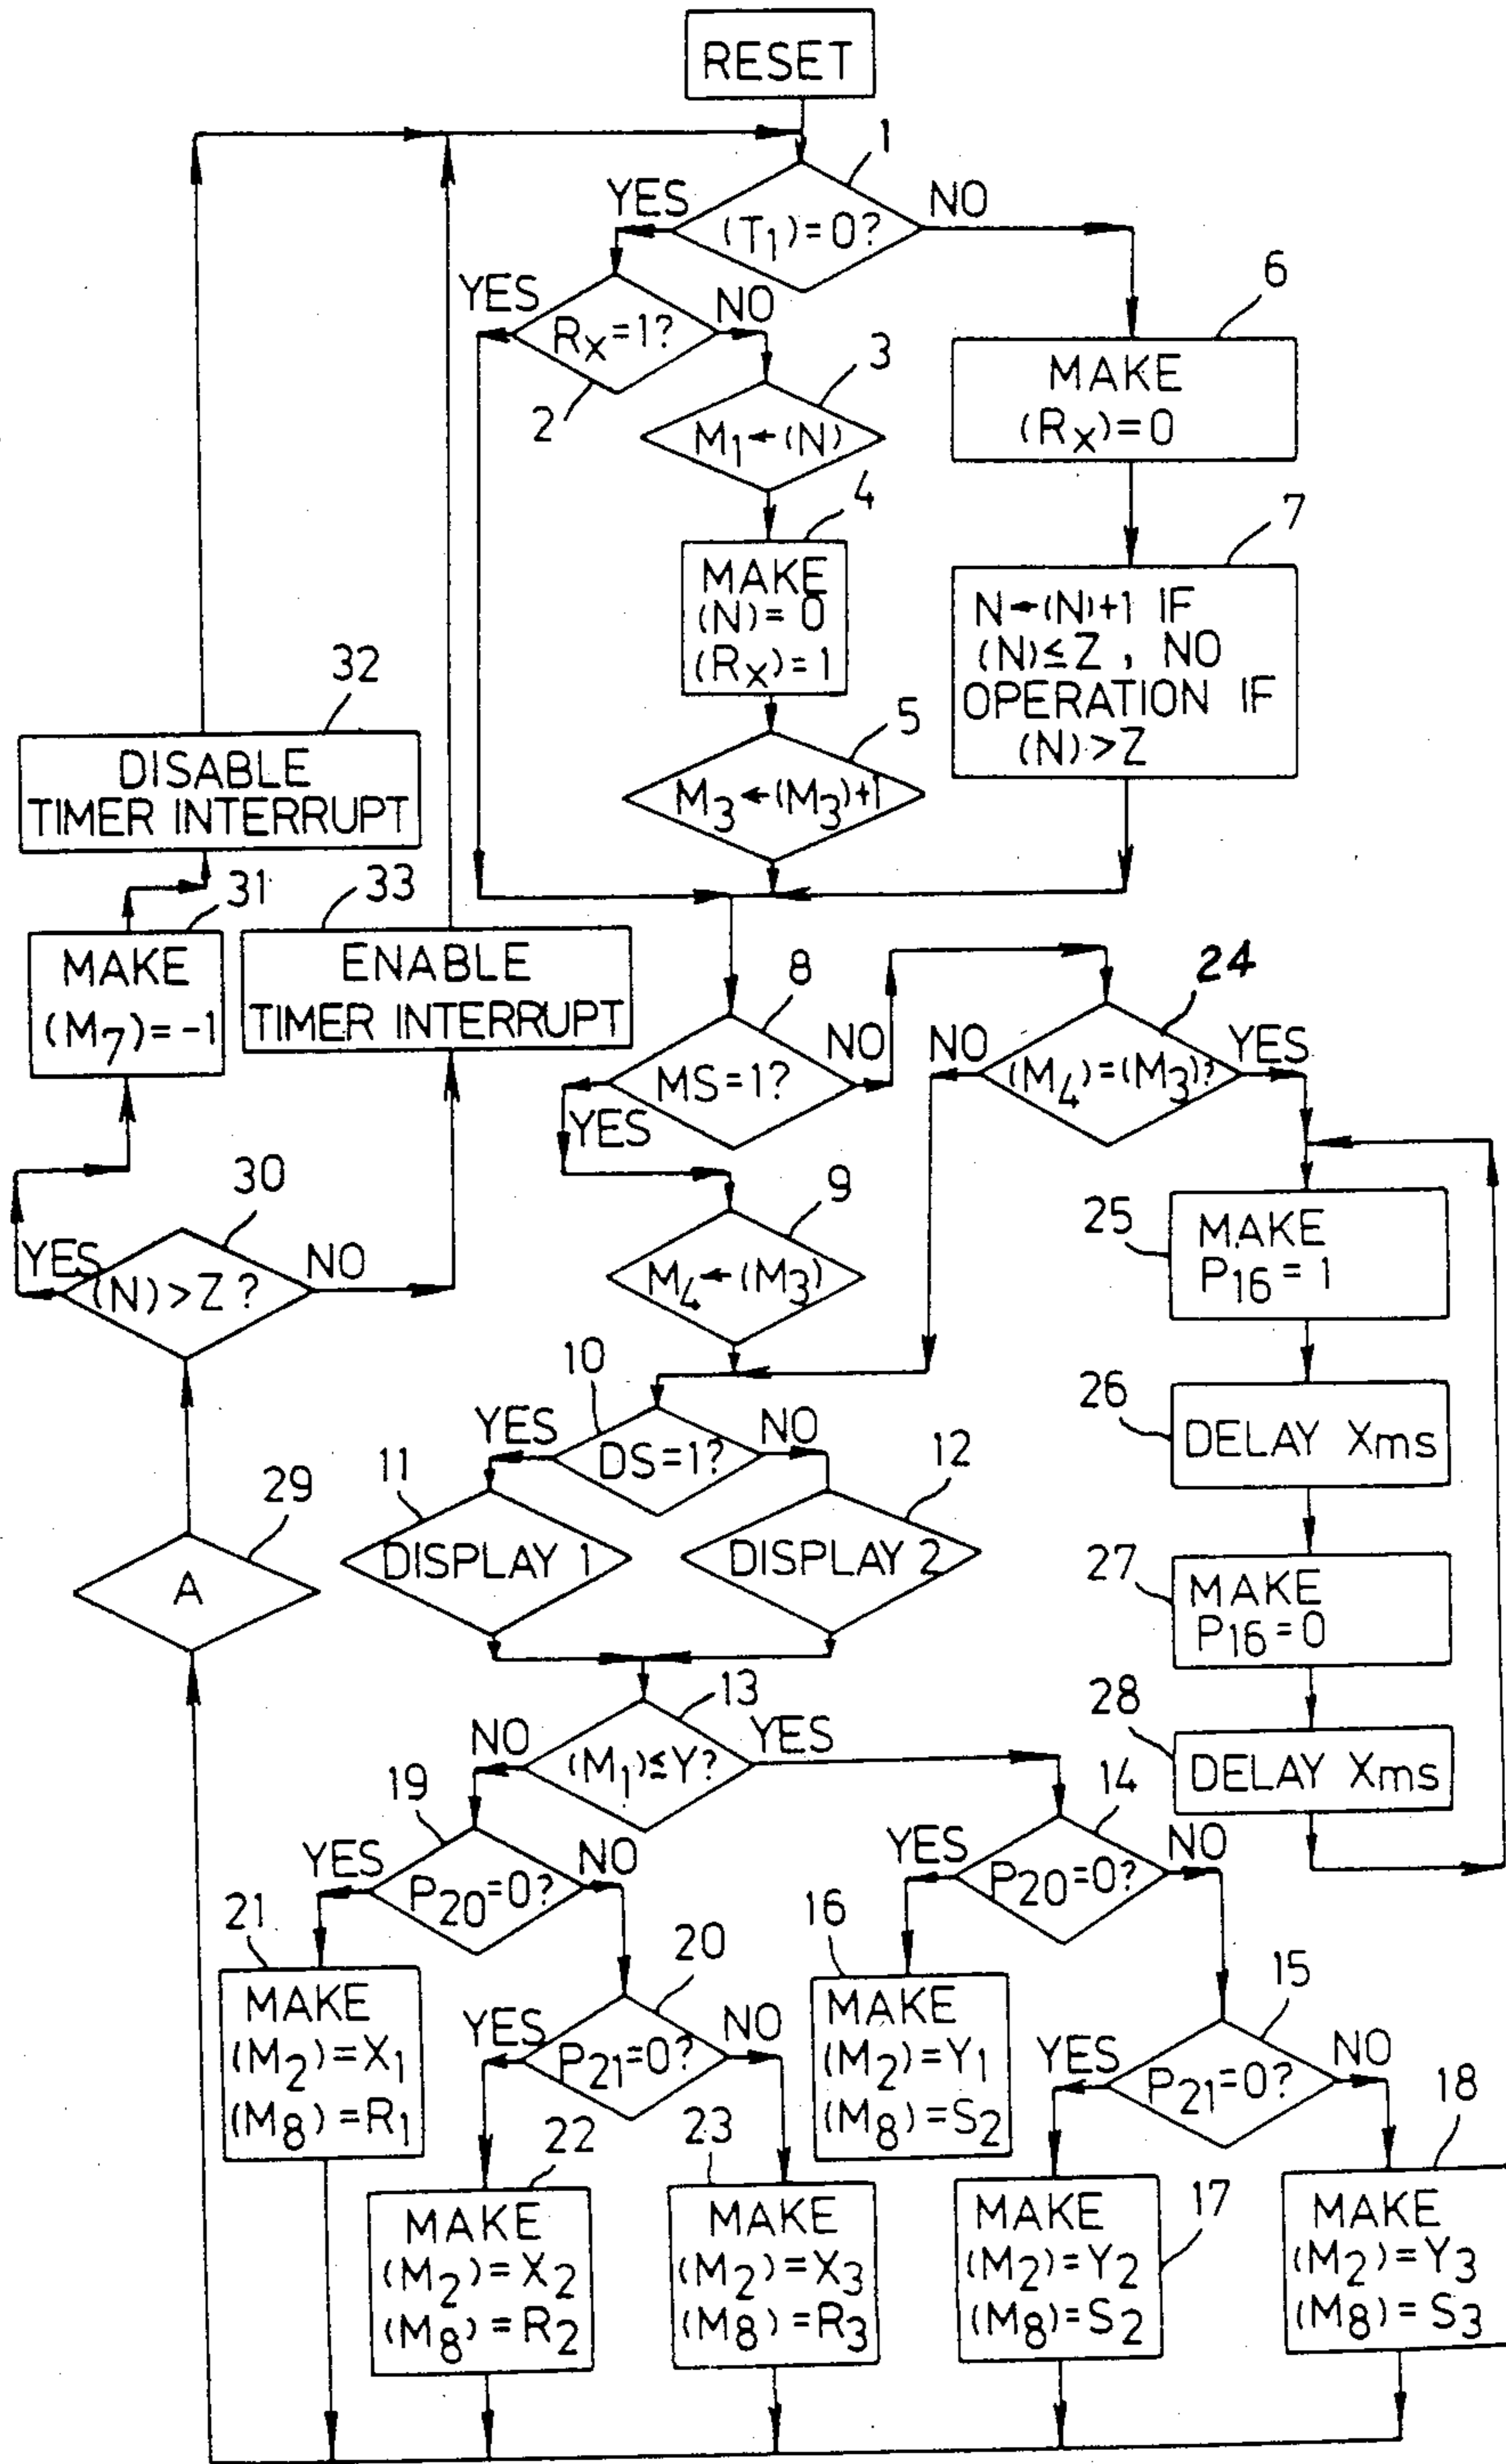 RESET
1
YES
NO
(T1)=0?
YES
NO
6
RX=1?
3
MAKE
(RX)=0
2
M1←(N)
4
7
MAKE
(N)=0
(RX)=1
N←(N)+1 IF
(N)≤Z, NO
OPERATION IF
(N)>Z
32
5
DISABLE
TIMER INTERRUPT
M3←(M3)+1
31
33
MAKE
(M7)=-1
ENABLE
TIMER INTERRUPT
8
24
NO
NO
YES
MS=1?
(M4)=(M3)?
YES
30
9
25
MAKE
P16=1
YES
NO
(N)>Z?
M4←(M3)
10
26
YES
NO
DELAY Xms
DS=1?
11
12
29
DISPLAY 1
DISPLAY 2
27
MAKE
P16=0
A
13
28
NO
YES
(M1)≤Y?
DELAY Xms
19
14
YES
NO
YES
NO
P20=0?
P20=0?
21
20
16
15
MAKE
(M2)=X1
(M8)=R1
YES
NO
P21=0?
MAKE
(M2)=Y1
(M8)=S2
YES
NO
P21=0?
22
23
17
18
MAKE
(M2)=X2
(M8)=R2
MAKE
(M2)=X3
(M8)=R3
MAKE
(M2)=Y2
(M8)=S2
MAKE
(M2)=Y3
(M8)=S3